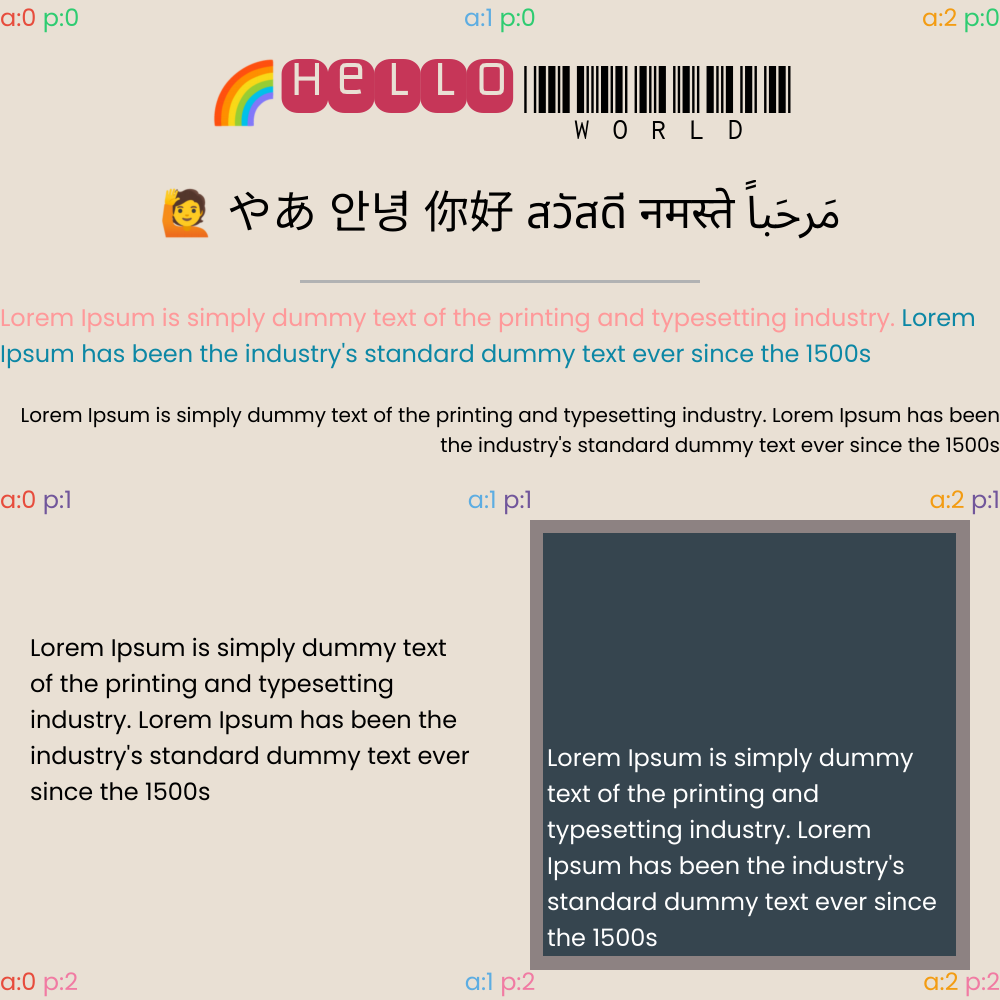 a:0 p:0 a:1 p:0 a:2 p:0
🌈 HeLLO WORLD
🙋 やあ 안녕 你好 สวัสดี नमस्ते مَرحَباً
Lorem Ipsum is simply dummy text of the printing and typesetting industry. Lorem
Ipsum has been the industry's standard dummy text ever since the 1500s
Lorem Ipsum is simply dummy text of the printing and typesetting industry. Lorem Ipsum has been
the industry's standard dummy text ever since the 1500s
a:0 p:1 a:1 p:1 a:2 p:1
Lorem Ipsum is simply dummy text
of the printing and typesetting
industry. Lorem Ipsum has been the
industry's standard dummy text ever
since the 1500s
Lorem Ipsum is simply dummy
text of the printing and
typesetting industry. Lorem
Ipsum has been the industry's
standard dummy text ever since
the 1500s
a:0 p:2 a:1 p:2 a:2 p:2